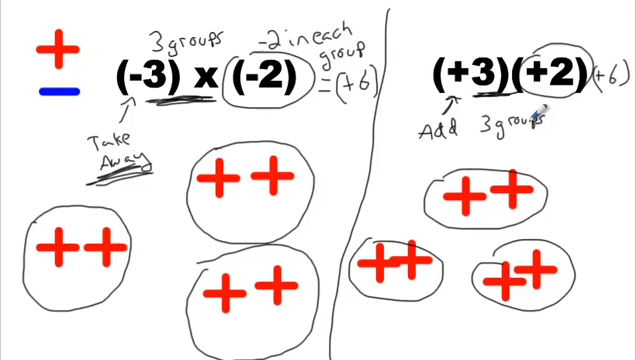 3 groups
-2 in each
group
(-3) x (-2)
= (+6)
Take
Away
(+3)(+2)
(+6)
Add
3 groups